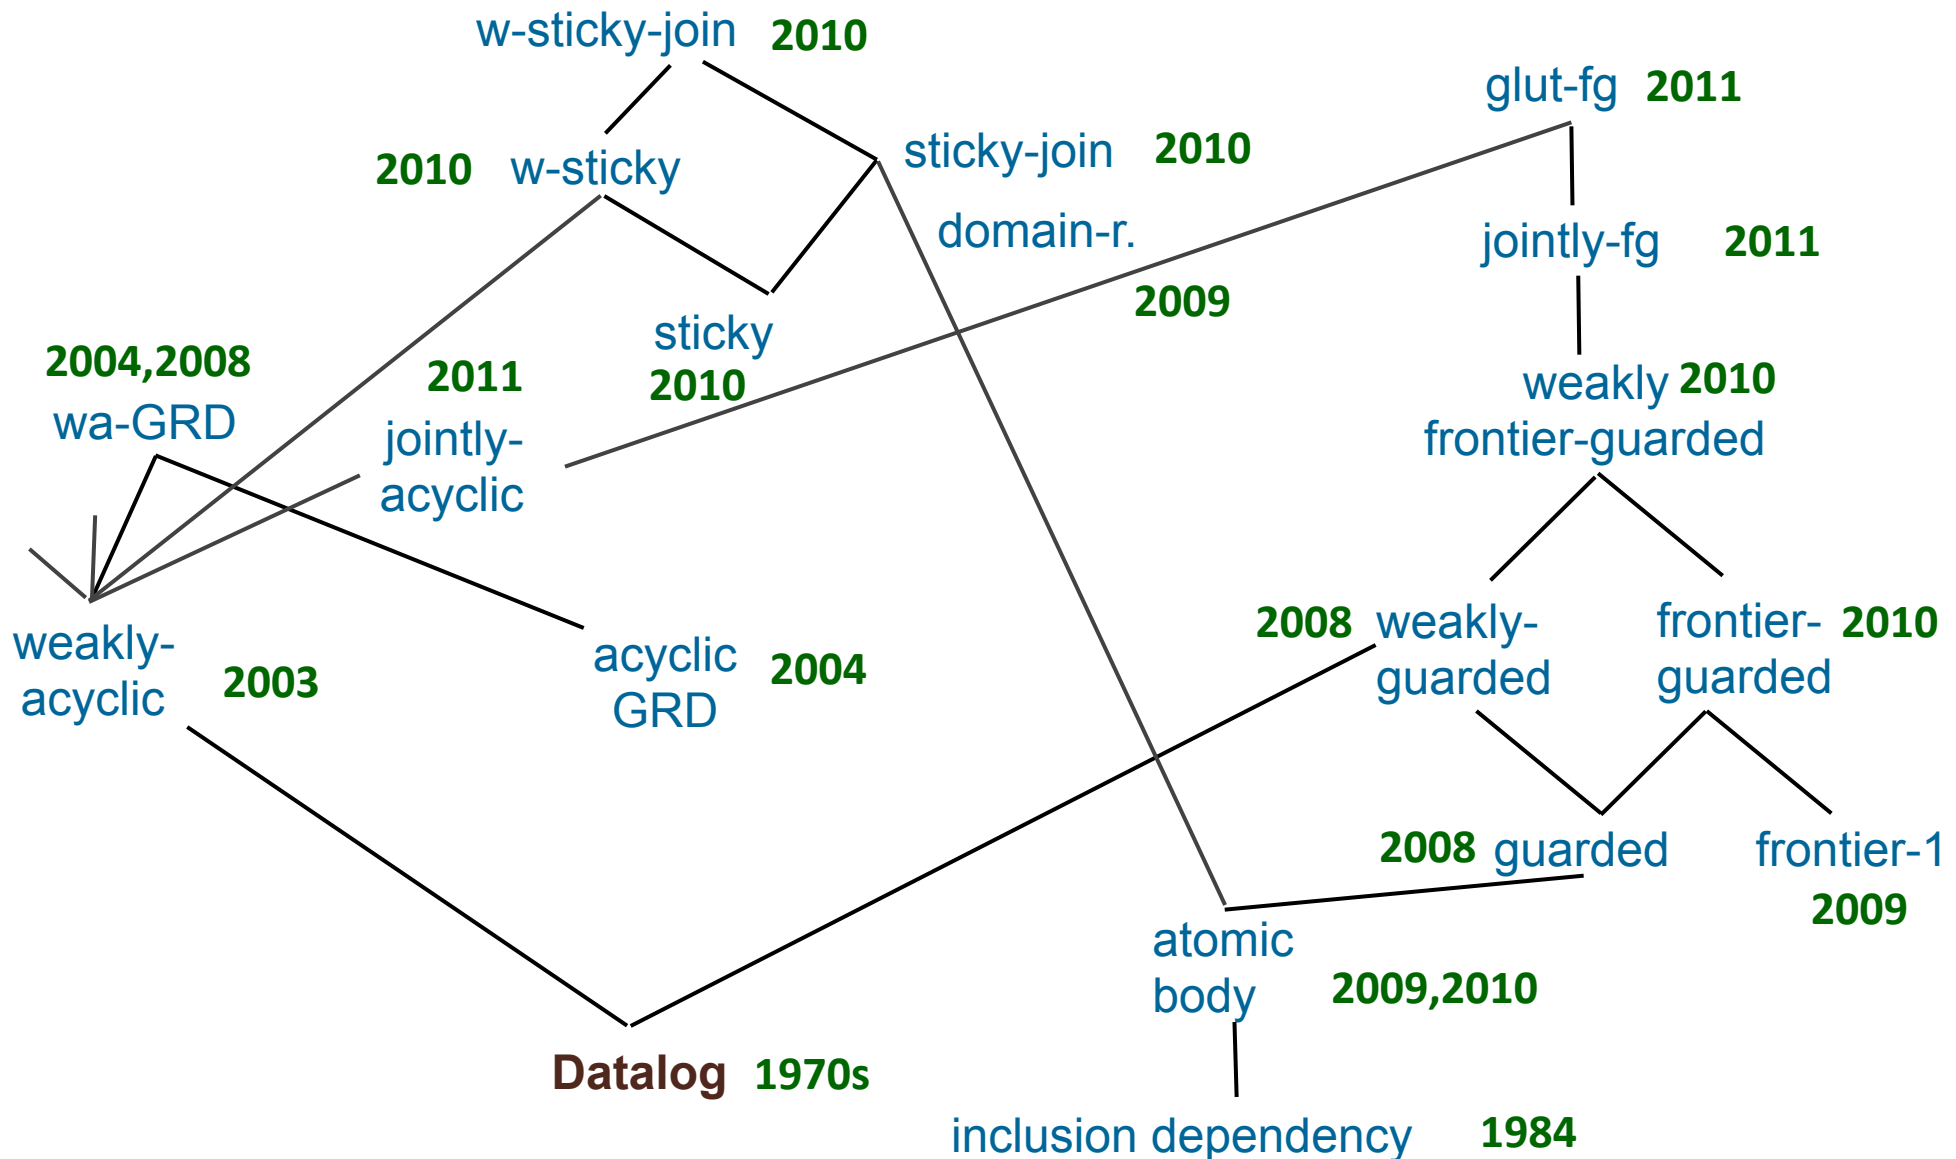 w-sticky-join 2010
glut-fg 2011
2010 w-sticky
sticky-join 2010
domain-r.
2009
jointly-fg 2011
sticky
2010
2004,2008
wa-GRD
2011
jointly-
acyclic
weakly 2010
frontier-guarded
weakly-
acyclic
2003
acyclic
GRD
2004
2008 weakly-
guarded
frontier- 2010
guarded
2008 guarded
frontier-1
2009
atomic
body
2009,2010
Datalog 1970s
inclusion dependency 1984